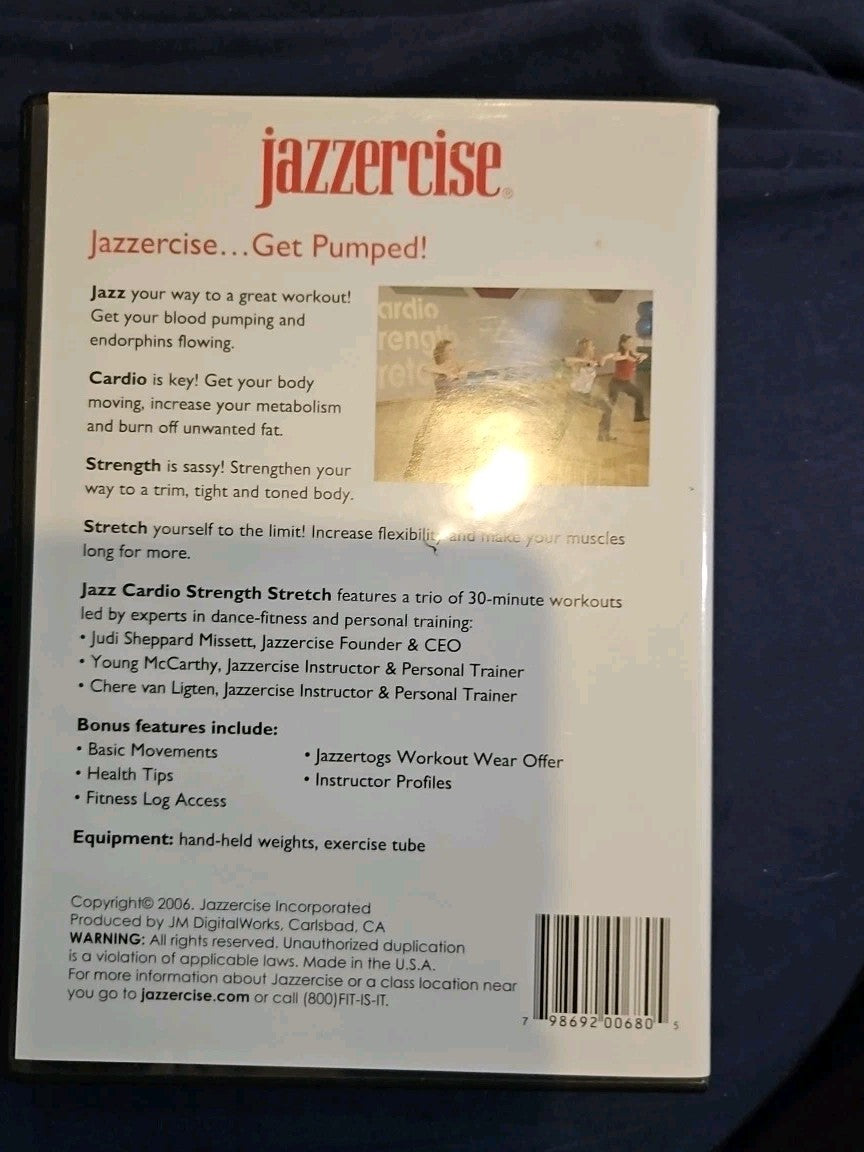 jazzercise®
Jazzercise...Get Pumped!
Jazz your way to a great workout!
Get your blood pumping and
endorphins flowing.
Cardio is key! Get your body
moving, increase your metabolism
and burn off unwanted fat.
Strength is sassy! Strengthen your
way to a trim, tight and toned body.
ardio
reng
retc
Stretch yourself to the limit! Increase flexibility and make your muscles
long for more.
Jazz Cardio Strength Stretch features a trio of 30-minute workouts
led by experts in dance-fitness and personal training:
• Judi Sheppard Missett, Jazzercise Founder & CEO
• Young McCarthy, Jazzercise Instructor & Personal Trainer
• Chere van Ligten, Jazzercise Instructor & Personal Trainer
Bonus features include:
• Basic Movements
• Health Tips
• Fitness Log Access
• Jazzertogs Workout Wear Offer
• Instructor Profiles
Equipment: hand-held weights, exercise tube
Copyright© 2006. Jazzercise Incorporated
Produced by JM DigitalWorks, Carlsbad, CA
WARNING: All rights reserved. Unauthorized duplication
is a violation of applicable laws. Made in the U.S.A.
For more information about Jazzercise or a class location near
you go to jazzercise.com or call (800)FIT-IS-IT.
7 98692 00680 5